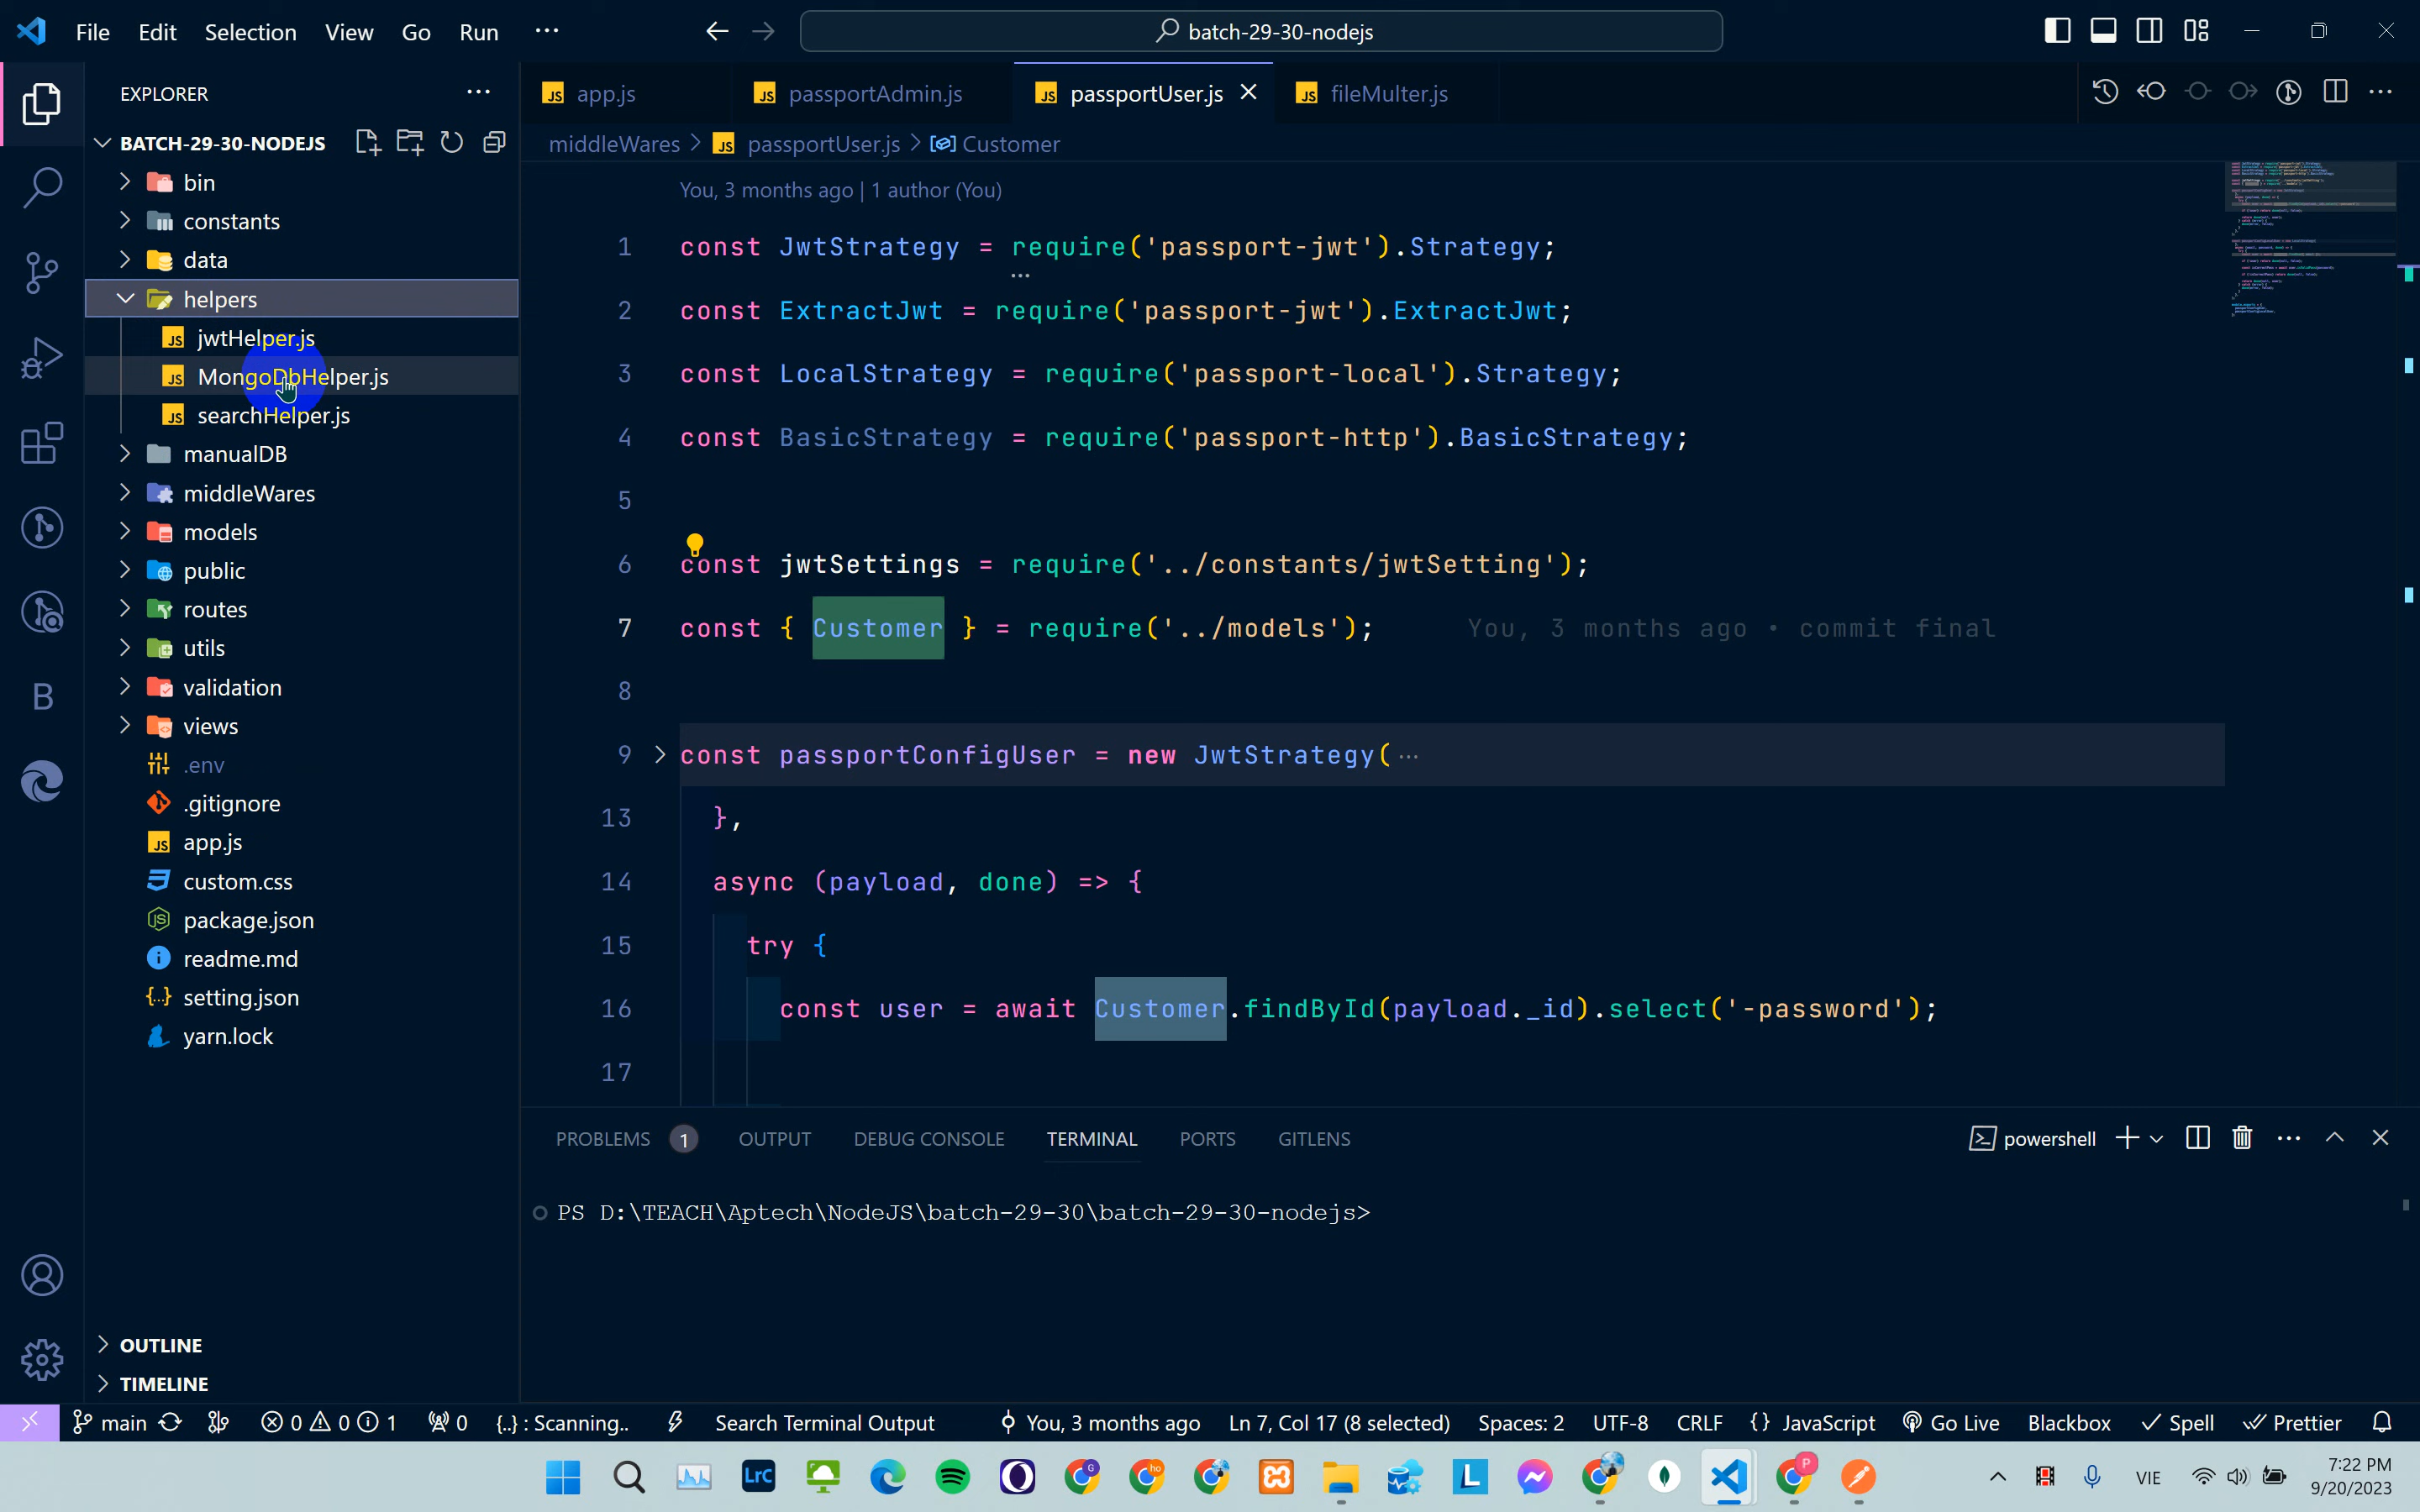 File Edit Selection View Go Run ···
batch-29-30-nodejs
EXPLORER ···
BATCH-29-30-NODEJS
bin
constants
data
helpers
jwtHelper.js
MongoDbHelper.js
searchHelper.js
manualDB
middleWares
models
public
routes
utils
validation
views
.env
.gitignore
app.js
custom.css
package.json
readme.md
setting.json
yarn.lock
OUTLINE
TIMELINE
app.js passportAdmin.js passportUser.js fileMulter.js
middleWares > passportUser.js > Customer
You, 3 months ago | 1 author (You)
1 const JwtStrategy = require('passport-jwt').Strategy;
2 const ExtractJwt = require('passport-jwt').ExtractJwt;
3 const LocalStrategy = require('passport-local').Strategy;
4 const BasicStrategy = require('passport-http').BasicStrategy;
5
6 const jwtSettings = require('../constants/jwtSetting');
7 const { Customer } = require('../models'); You, 3 months ago • commit final
8
9 const passportConfigUser = new JwtStrategy(···
13 },
14 async (payload, done) => {
15 try {
16 const user = await Customer.findById(payload._id).select('-password');
17
PROBLEMS 1 OUTPUT DEBUG CONSOLE TERMINAL PORTS GITLENS powershell
PS D:\TEACH\Aptech\NodeJS\batch-29-30\batch-29-30-nodejs>
main 0 0 1 0 {..} : Scanning.. Search Terminal Output You, 3 months ago Ln 7, Col 17 (8 selected) Spaces: 2 UTF-8 CRLF {} JavaScript Go Live Blackbox Spell Prettier
VIE 7:22 PM
9/20/2023